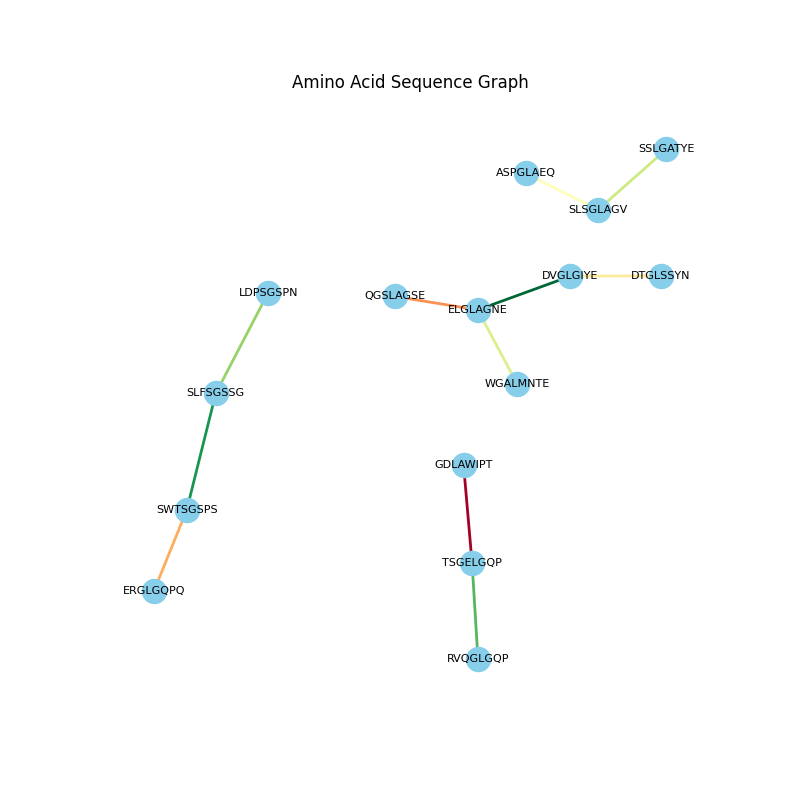 Amino Acid Sequence Graph
SSLGATYE
ASPGLAEQ
SLSGLAGV
DVGLGIYE
DTGLSSYN
LDPSGSPN
QGSLAGSE
ELGLAGNE
WGALMNTE
SLFSGSSG
GDLAWIPT
SWTSGSPS
TSGELGQP
ERGLGQPQ
RVQGLGQP